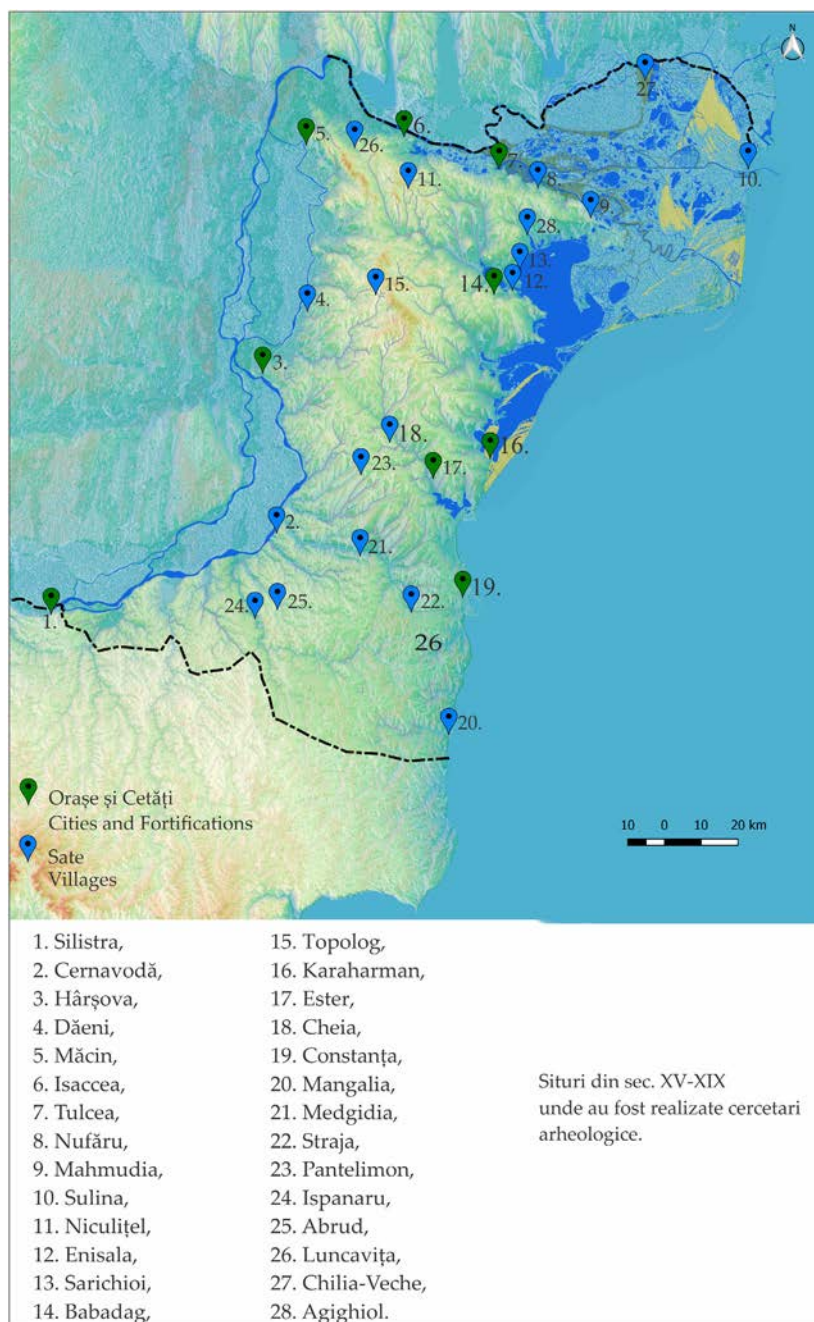 N
27.
6.
5.
26.
7.
10.
11.
8.
9.
28.
13.
14.
12.
15.
4.
3.
18.
16.
23.
17.
2.
21.
19.
1.
24.
25.
22.
26
20.
Orașe și Cetăți
Cities and Fortifications
10 0 10 20 km
Sate
Villages
1. Silistra,
2. Cernavodă,
3. Hârșova,
4. Dăeni,
5. Măcin,
6. Isaccea,
7. Tulcea,
8. Nufăru,
9. Mahmudia,
10. Sulina,
11. Niculițel,
12. Enisala,
13. Sarichioi,
14. Babadag,
15. Topolog,
16. Karaharman,
17. Ester,
18. Cheia,
19. Constanța,
20. Mangalia,
21. Medgidia,
22. Straja,
23. Pantelimon,
24. Ispanaru,
25. Abrud,
26. Luncavița,
27. Chilia-Veche,
28. Agighiol.
Situri din sec. XV-XIX
unde au fost realizate cercetari
arheologice.